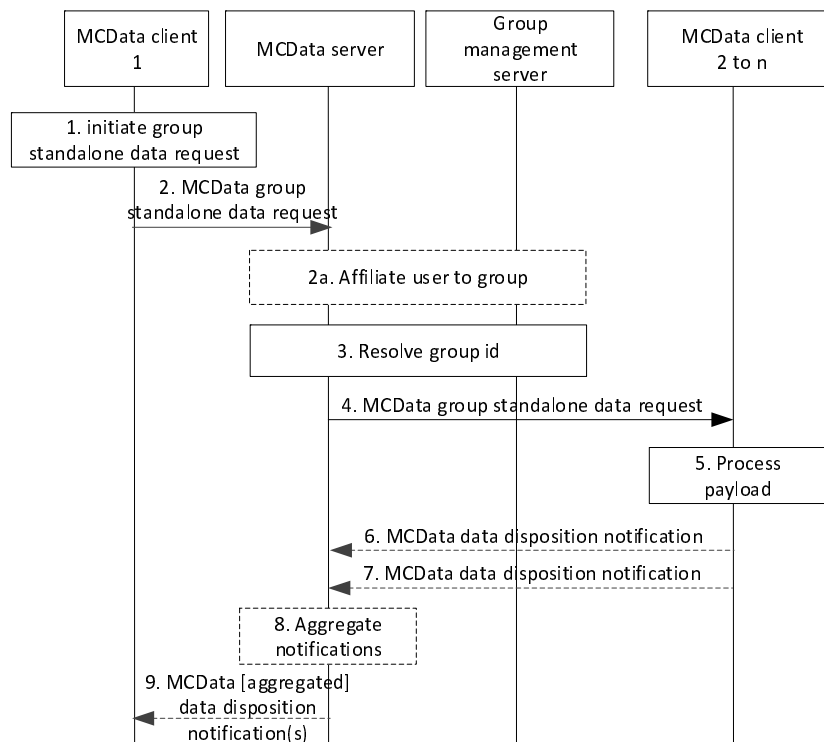 MCData client
1
MCData server
Group
management
server
MCData client
2 to n
1. initiate group
standalone data request
2. MCData group
standalone data request
2a. Affiliate user to group
3. Resolve group id
4. MCData group standalone data request
5. Process
payload
6. MCData data disposition notification
7. MCData data disposition notification
8. Aggregate
notifications
9. MCData [aggregated]
data disposition
notification(s)